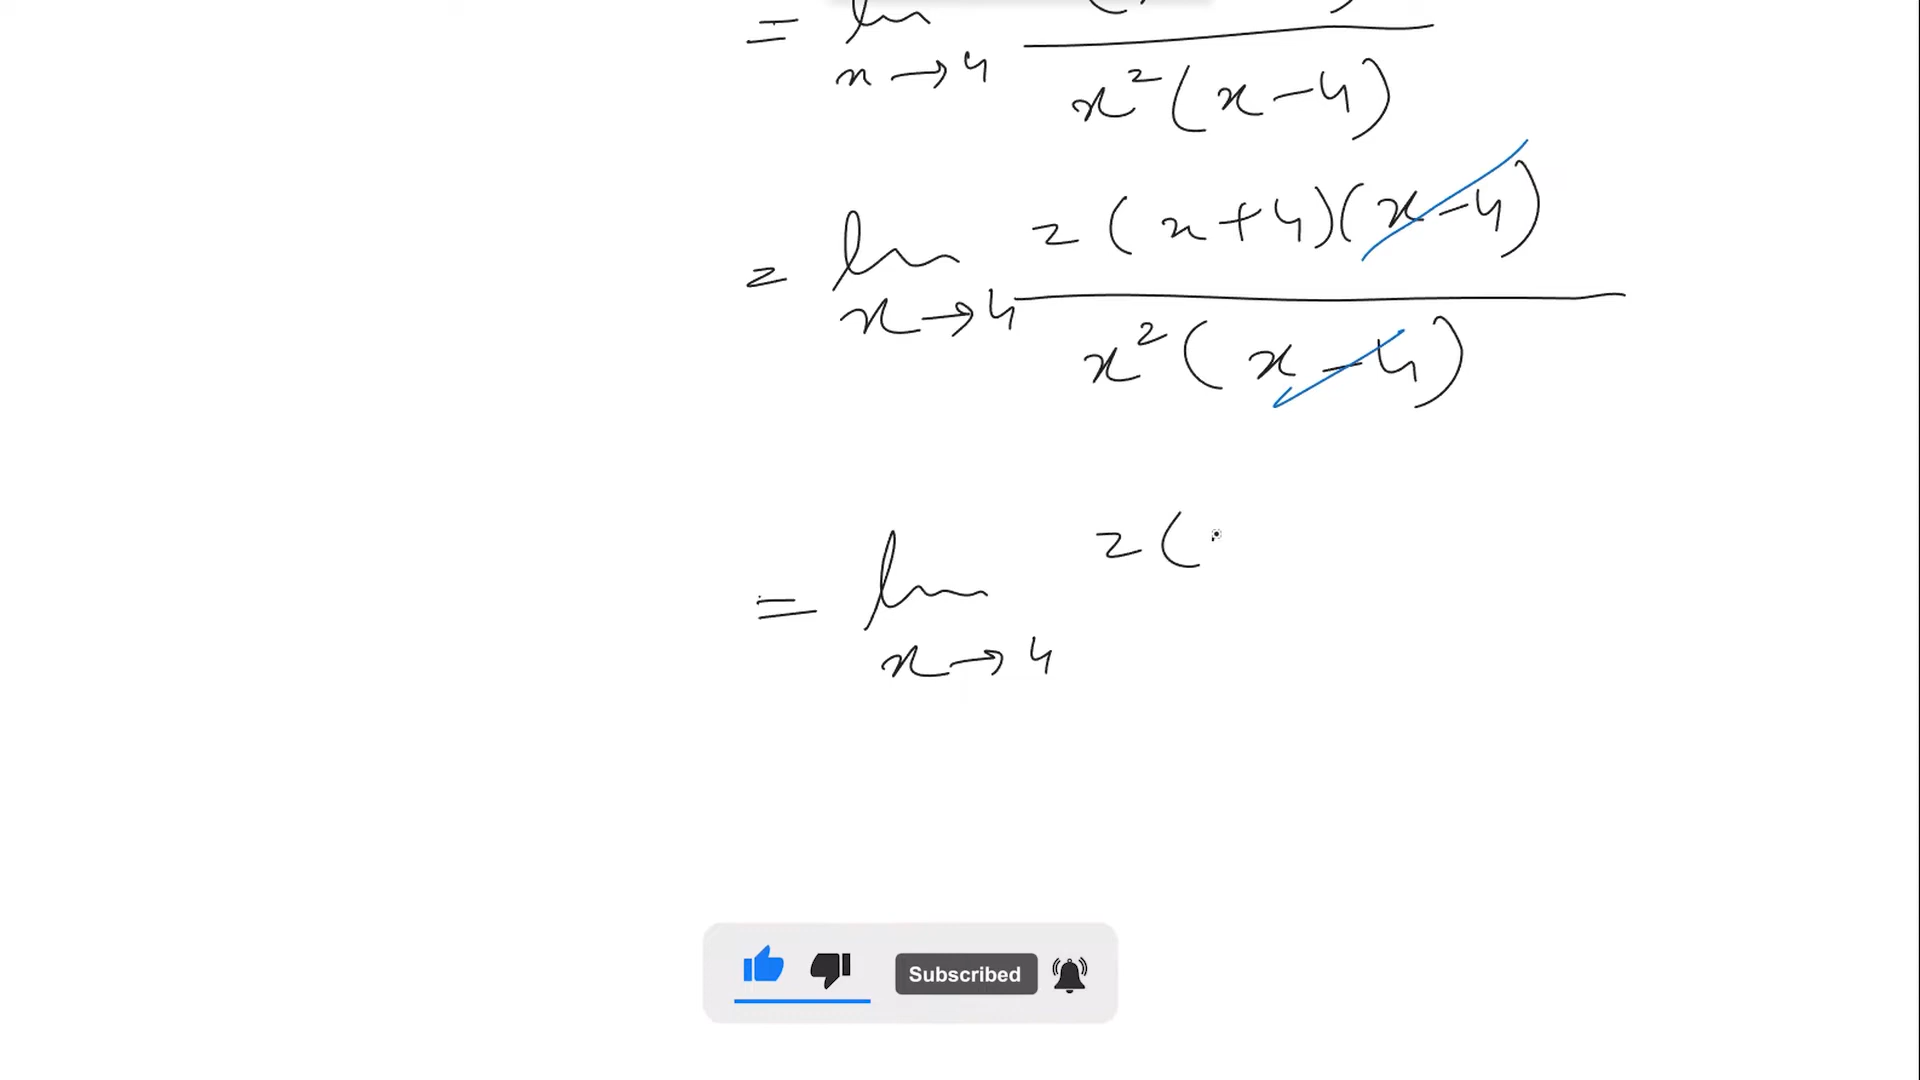 = lim x→4 x²(x-4)
= lim x→4 2(x+4)(x-4) / x²(x-4)
= lim x→4 2(
Subscribed